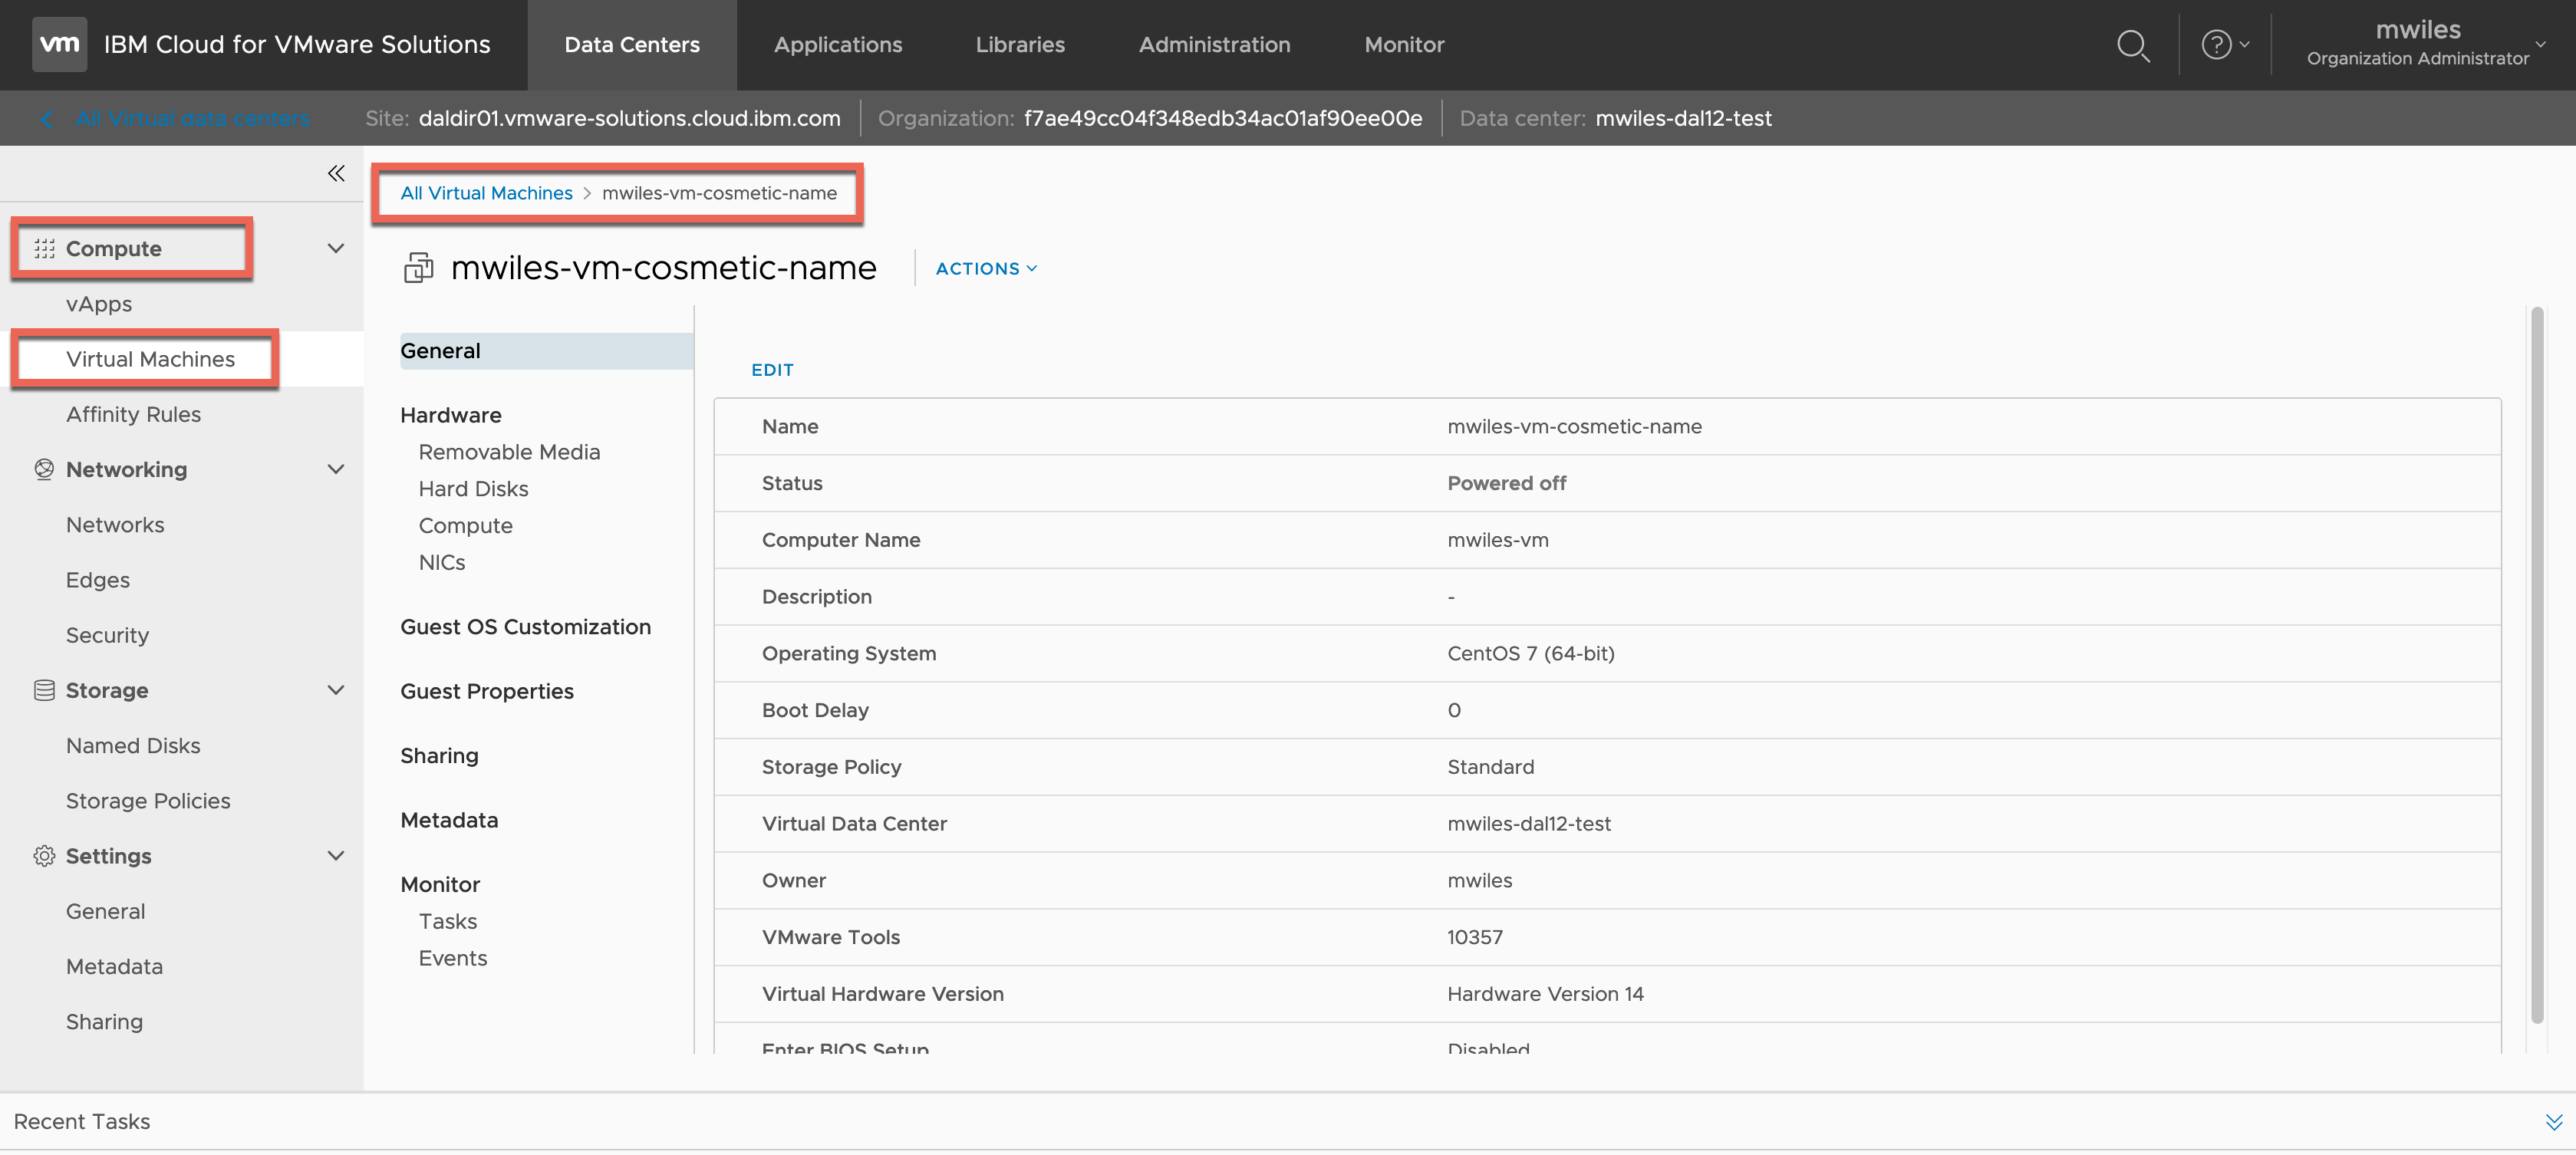 vm IBM Cloud for VMware Solutions Data Centers Applications Libraries Administration Monitor ? mwiles
Organization Administrator
All Virtual data centers Site: daldir01.vmware-solutions.cloud.ibm.com Organization: f7ae49cc04f348edb34ac01af90ee00e Data center: mwiles-dal12-test
Compute
vApps
Virtual Machines
Affinity Rules
Networking
Networks
Edges
Security
Storage
Named Disks
Storage Policies
Settings
General
Metadata
Sharing
All Virtual Machines > mwiles-vm-cosmetic-name
mwiles-vm-cosmetic-name ACTIONS
General
Hardware
Removable Media
Hard Disks
Compute
NICs
Guest OS Customization
Guest Properties
Sharing
Metadata
Monitor
Tasks
Events
EDIT
Name mwiles-vm-cosmetic-name
Status Powered off
Computer Name mwiles-vm
Description -
Operating System CentOS 7 (64-bit)
Boot Delay 0
Storage Policy Standard
Virtual Data Center mwiles-dal12-test
Owner mwiles
VMware Tools 10357
Virtual Hardware Version Hardware Version 14
Enter BIOS Setup Disabled
Recent Tasks